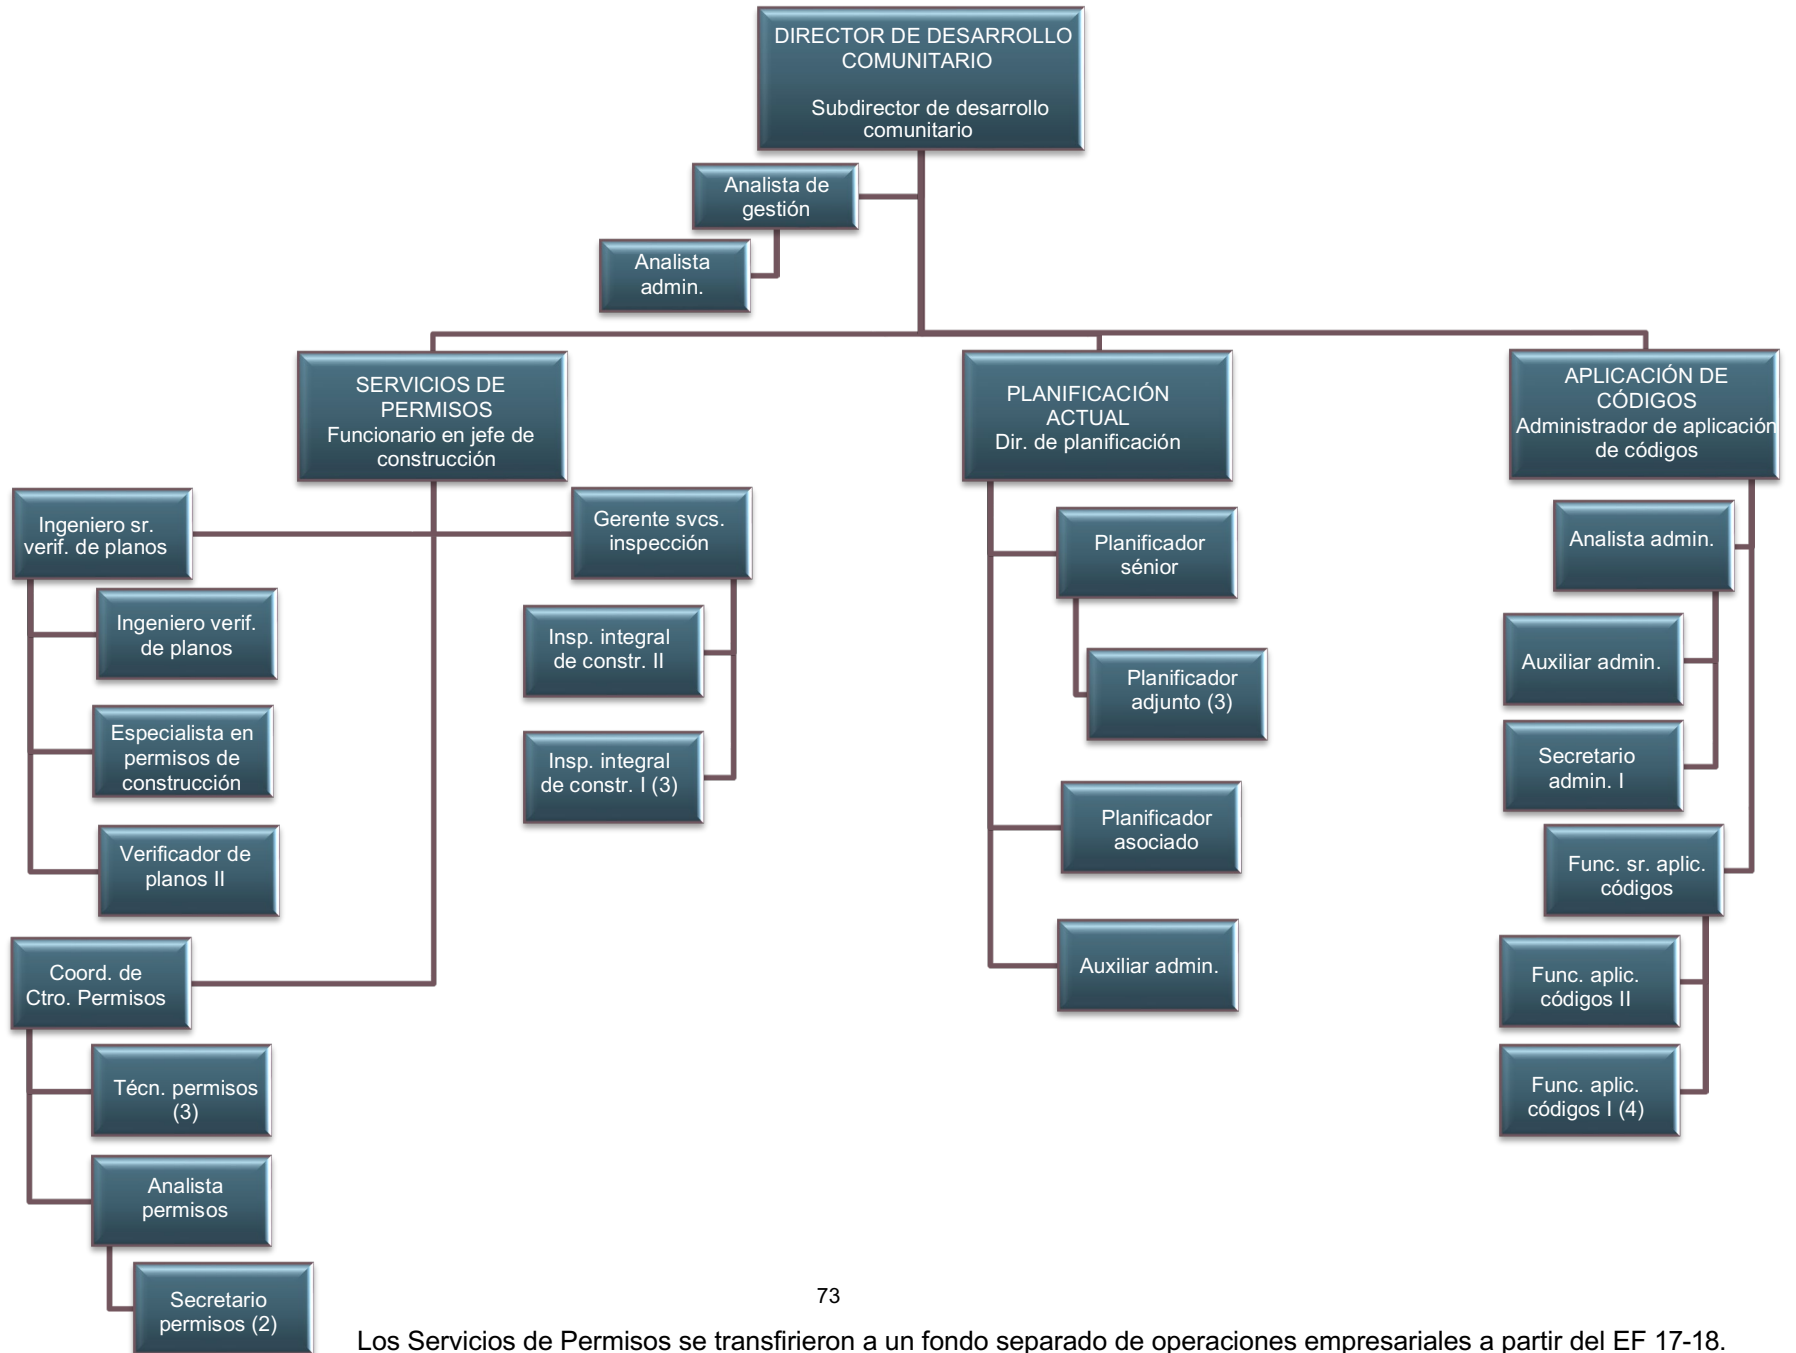 DIRECTOR DE DESARROLLO
COMUNITARIO
Subdirector de desarrollo
comunitario
Analista de
gestión
Analista
admin.
SERVICIOS DE
PERMISOS
Funcionario en jefe de
construcción
Ingeniero sr.
verif. de planos
Ingeniero verif.
de planos
Especialista en
permisos de
construcción
Verificador de
planos II
Gerente svcs.
inspección
Insp. integral
de constr. II
Insp. integral
de constr. I (3)
Coord. de
Ctro. Permisos
Técn. permisos
(3)
Analista
permisos
Secretario
permisos (2)
PLANIFICACIÓN
ACTUAL
Dir. de planificación
Planificador
sénior
Planificador
adjunto (3)
Planificador
asociado
Auxiliar admin.
APLICACIÓN DE
CÓDIGOS
Administrador de aplicación
de códigos
Analista admin.
Auxiliar admin.
Secretario
admin. I
Func. sr. aplic.
códigos
Func. aplic.
códigos II
Func. aplic.
códigos I (4)
73
Los Servicios de Permisos se transfirieron a un fondo separado de operaciones empresariales a partir del EF 17-18.